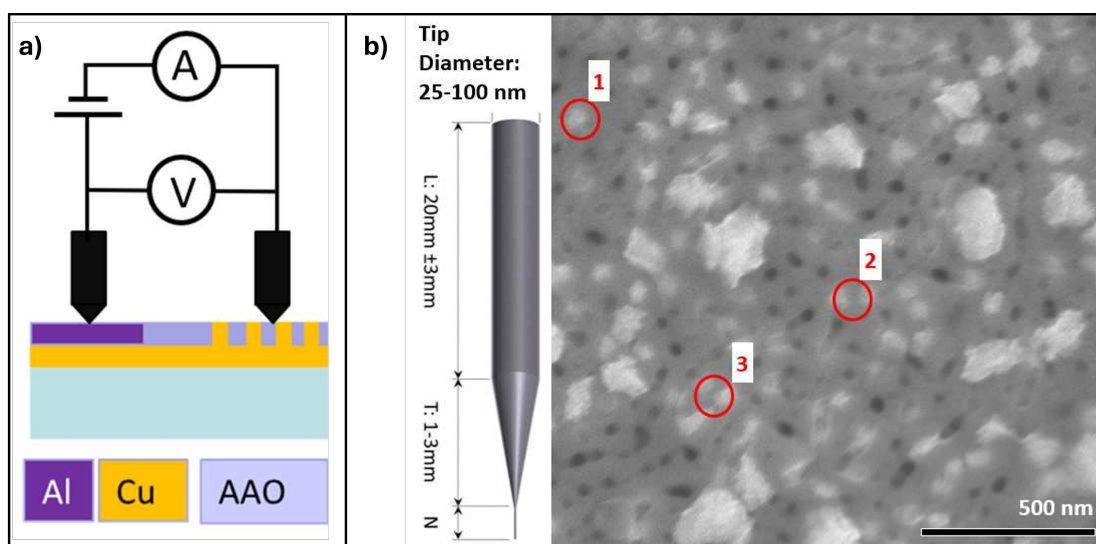 a)
A
V
Al
Cu
AAO
b)
Tip
Diameter:
25-100 nm
L: 20mm ±3mm
T: 1-3mm
N
1
2
3
500 nm